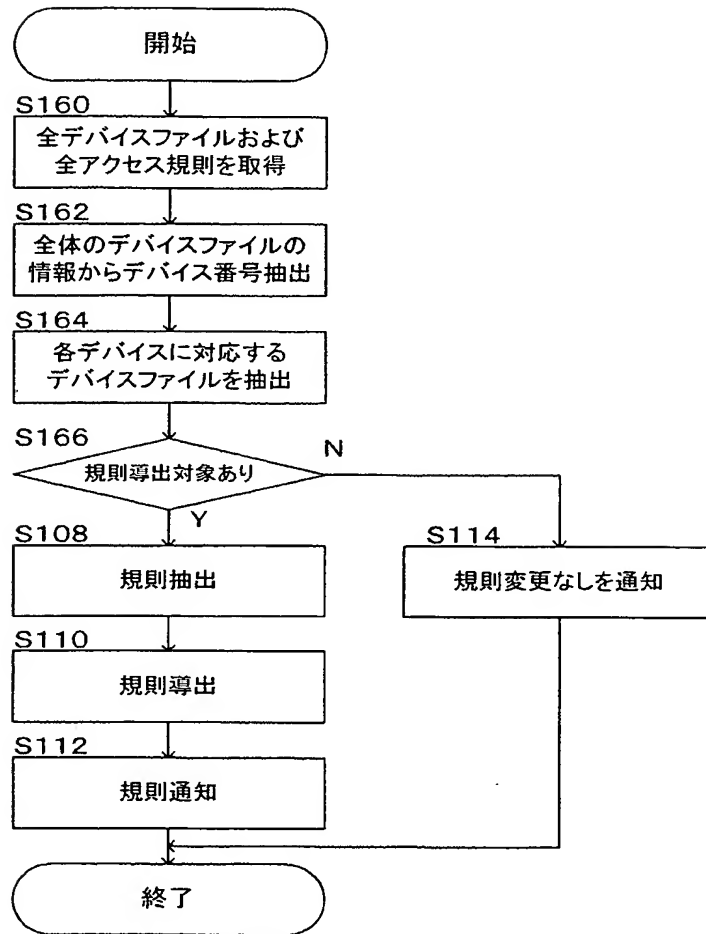 開始
S160
全デバイスファイルおよび
全アクセス規則を取得
S162
全体のデバイスファイルの
情報からデバイス番号抽出
S164
各デバイスに対応する
デバイスファイルを抽出
S166
規則導出対象あり
N
Y
S108
規則抽出
S114
規則変更なしを通知
S110
規則導出
S112
規則通知
終了